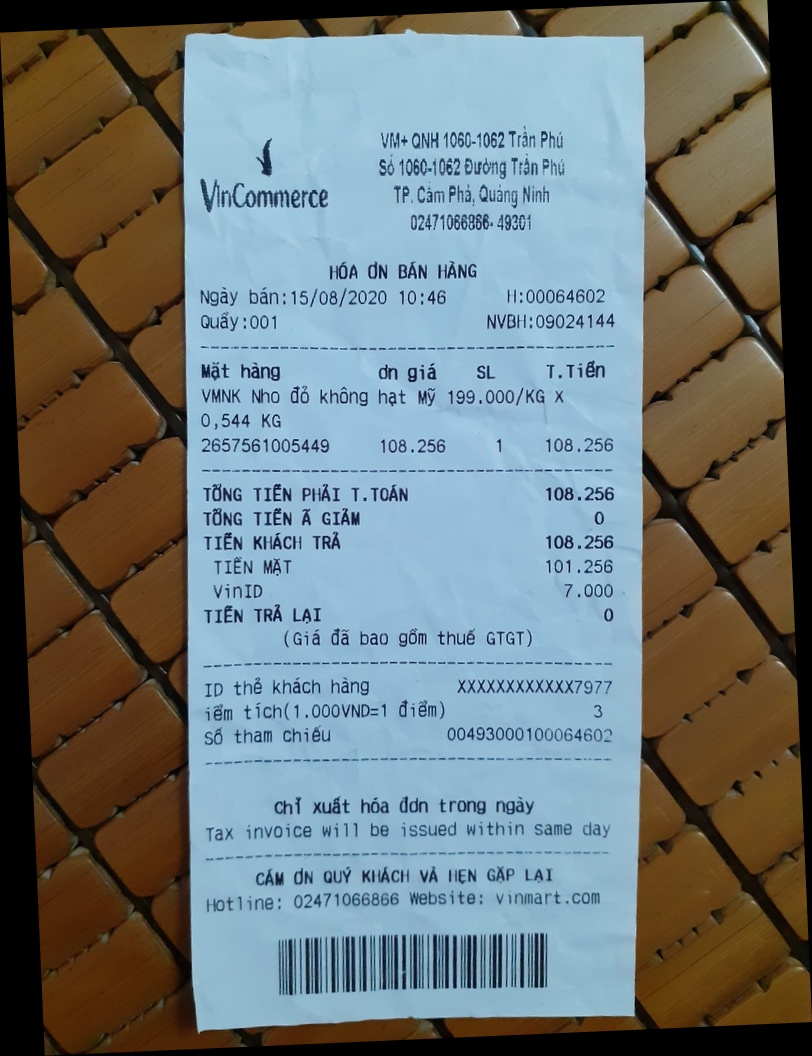 VinCommerce
VM+ QNH 1060-1062 Trần Phú
Số 1060-1062 Đường Trần Phú
TP. Cẩm Phả, Quảng Ninh
02471066866- 49301
HÓA ƠN BÁN HÀNG
Ngày bán:15/08/2020 10:46 H:00064602
Quầy:001 NVBH:09024144
Mặt hàng ơn giá SL T.Tiền
VMNK Nho đỏ không hạt Mỹ 199.000/KG X
0,544 KG
2657561005449 108.256 1 108.256
TỔNG TIỀN PHẢI T.TOÁN 108.256
TỔNG TIỀN Ã GIẢM 0
TIỀN KHÁCH TRẢ 108.256
TIỀN MẶT 101.256
VinID 7.000
TIỀN TRẢ LẠI 0
(Giá đã bao gồm thuế GTGT)
ID thẻ khách hàng XXXXXXXXXXXX7977
iểm tích(1.000VND=1 điểm) 3
Số tham chiếu 00493000100064602
Chỉ xuất hóa đơn trong ngày
Tax invoice will be issued within same day
CẢM ƠN QUÝ KHÁCH VÀ HẸN GẶP LẠI
Hotline: 02471066866 Website: vinmart.com